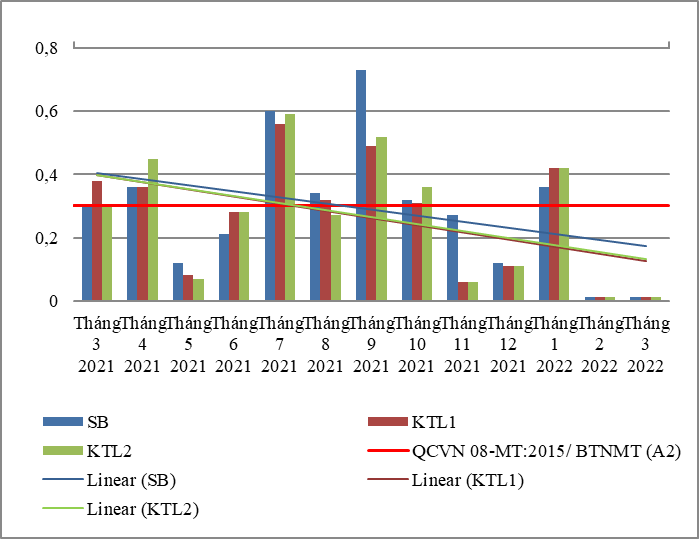 0,8
0,6
0,4
0,2
0
Tháng Tháng Tháng Tháng Tháng Tháng Tháng Tháng Tháng Tháng Tháng Tháng Tháng
3 4 5 6 7 8 9 10 11 12 1 2 3
2021 2021 2021 2021 2021 2021 2021 2021 2021 2021 2022 2022 2022
SB KTL1
KTL2 QCVN 08-MT:2015/ BTNMT (A2)
Linear (SB) Linear (KTL1)
Linear (KTL2)